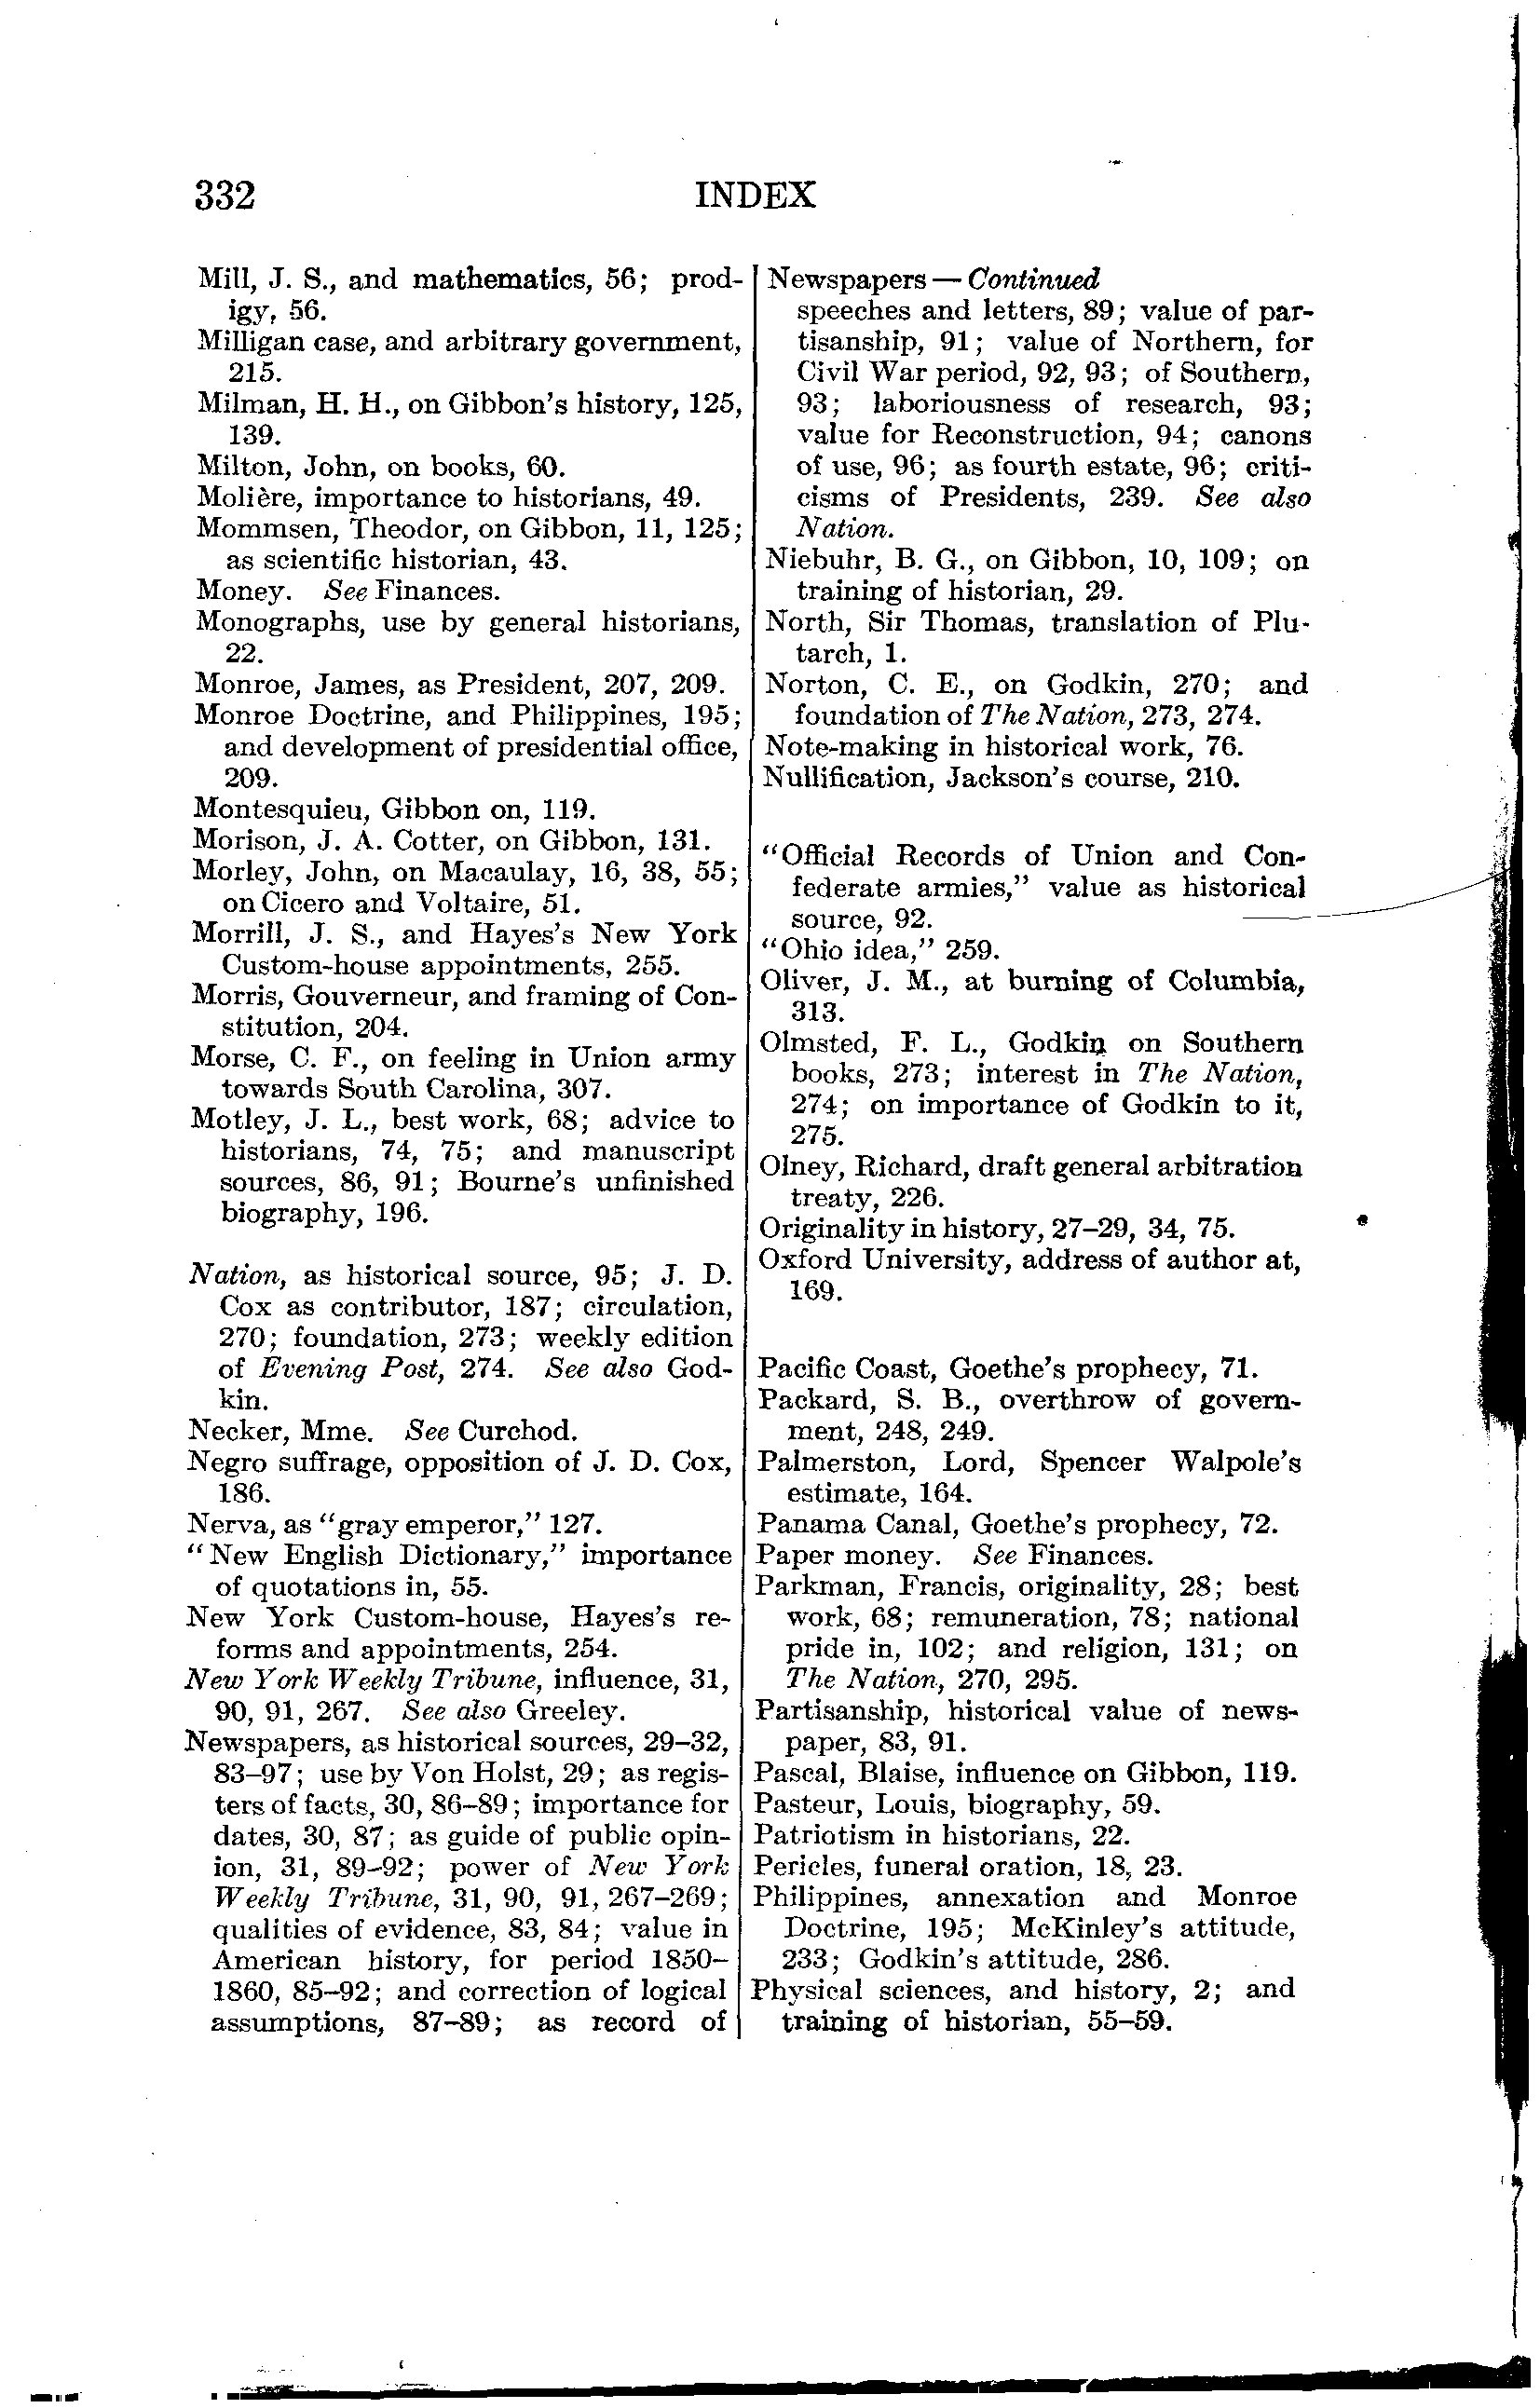 332
INDEX
Mill, J. S., and mathematics, 56; prod-
igy, 56.
Milligan case, and arbitrary government,
215.
Milman, H. H., on Gibbon's history, 125,
139.
Milton, John, on books, 60.
Molière, importance to historians, 49.
Mommsen, Theodor, on Gibbon, 11, 125;
as scientific historian, 43.
Money. See Finances.
Monographs, use by general historians,
22.
Monroe, James, as President, 207, 209.
Monroe Doctrine, and Philippines, 195;
and development of presidential office,
209.
Montesquieu, Gibbon on, 119.
Morison, J. A. Cotter, on Gibbon, 131.
Morley, John, on Macaulay, 16, 38, 55;
on Cicero and Voltaire, 51.
Morrill, J. S., and Hayes's New York
Custom-house appointments, 255.
Morris, Gouverneur, and framing of Con-
stitution, 204.
Morse, C. F., on feeling in Union army
towards South Carolina, 307.
Motley, J. L., best work, 68; advice to
historians, 74, 75; and manuscript
sources, 86, 91; Bourne's unfinished
biography, 196.
Nation, as historical source, 95; J. D.
Cox as contributor, 187; circulation,
270; foundation, 273; weekly edition
of Evening Post, 274. See also God-
kin.
Necker, Mme. See Curchod.
Negro suffrage, opposition of J. D. Cox,
186.
Nerva, as "gray emperor," 127.
"New English Dictionary," importance
of quotations in, 55.
New York Custom-house, Hayes's re-
forms and appointments, 254.
New York Weekly Tribune, influence, 31,
90, 91, 267. See also Greeley.
Newspapers, as historical sources, 29–32,
83–97; use by Von Holst, 29; as regis-
ters of facts, 30, 86–89; importance for
dates, 30, 87; as guide of public opin-
ion, 31, 89–92; power of New York
Weekly Tribune, 31, 90, 91, 267–269;
qualities of evidence, 83, 84; value in
American history, for period 1850–
1860, 85–92; and correction of logical
assumptions, 87–89; as record of
Newspapers — Continued
speeches and letters, 89; value of par-
tisanship, 91; value of Northern, for
Civil War period, 92, 93; of Southern,
93; laboriousness of research, 93;
value for Reconstruction, 94; canons
of use, 96; as fourth estate, 96; criti-
cisms of Presidents, 239. See also
Nation.
Niebuhr, B. G., on Gibbon, 10, 109; on
training of historian, 29.
North, Sir Thomas, translation of Plu-
tarch, 1.
Norton, C. E., on Godkin, 270; and
foundation of The Nation, 273, 274.
Note-making in historical work, 76.
Nullification, Jackson's course, 210.
"Official Records of Union and Con-
federate armies," value as historical
source, 92.
"Ohio idea," 259.
Oliver, J. M., at burning of Columbia,
313.
Olmsted, F. L., Godkin on Southern
books, 273; interest in The Nation,
274; on importance of Godkin to it,
275.
Olney, Richard, draft general arbitration
treaty, 226.
Originality in history, 27–29, 34, 75.
Oxford University, address of author at,
169.
Pacific Coast, Goethe's prophecy, 71.
Packard, S. B., overthrow of govern-
ment, 248, 249.
Palmerston, Lord, Spencer Walpole's
estimate, 164.
Panama Canal, Goethe's prophecy, 72.
Paper money. See Finances.
Parkman, Francis, originality, 28; best
work, 68; remuneration, 78; national
pride in, 102; and religion, 131; on
The Nation, 270, 295.
Partisanship, historical value of news-
paper, 83, 91.
Pascal, Blaise, influence on Gibbon, 119.
Pasteur, Louis, biography, 59.
Patriotism in historians, 22.
Pericles, funeral oration, 18, 23.
Philippines, annexation and Monroe
Doctrine, 195; McKinley's attitude,
233; Godkin's attitude, 286.
Physical sciences, and history, 2; and
training of historian, 55–59.